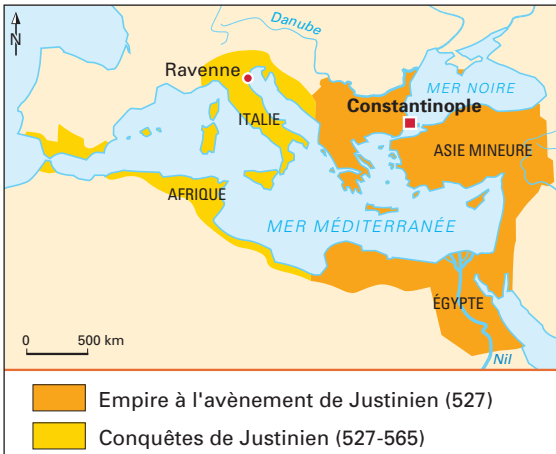 N
Danube
Ravenne
MER NOIRE
Constantinople
ITALIE
ASIE MINEURE
AFRIQUE
MER MÉDITERRANÉE
ÉGYPTE
0 500 km
Nil
Empire à l'avènement de Justinien (527)
Conquêtes de Justinien (527-565)